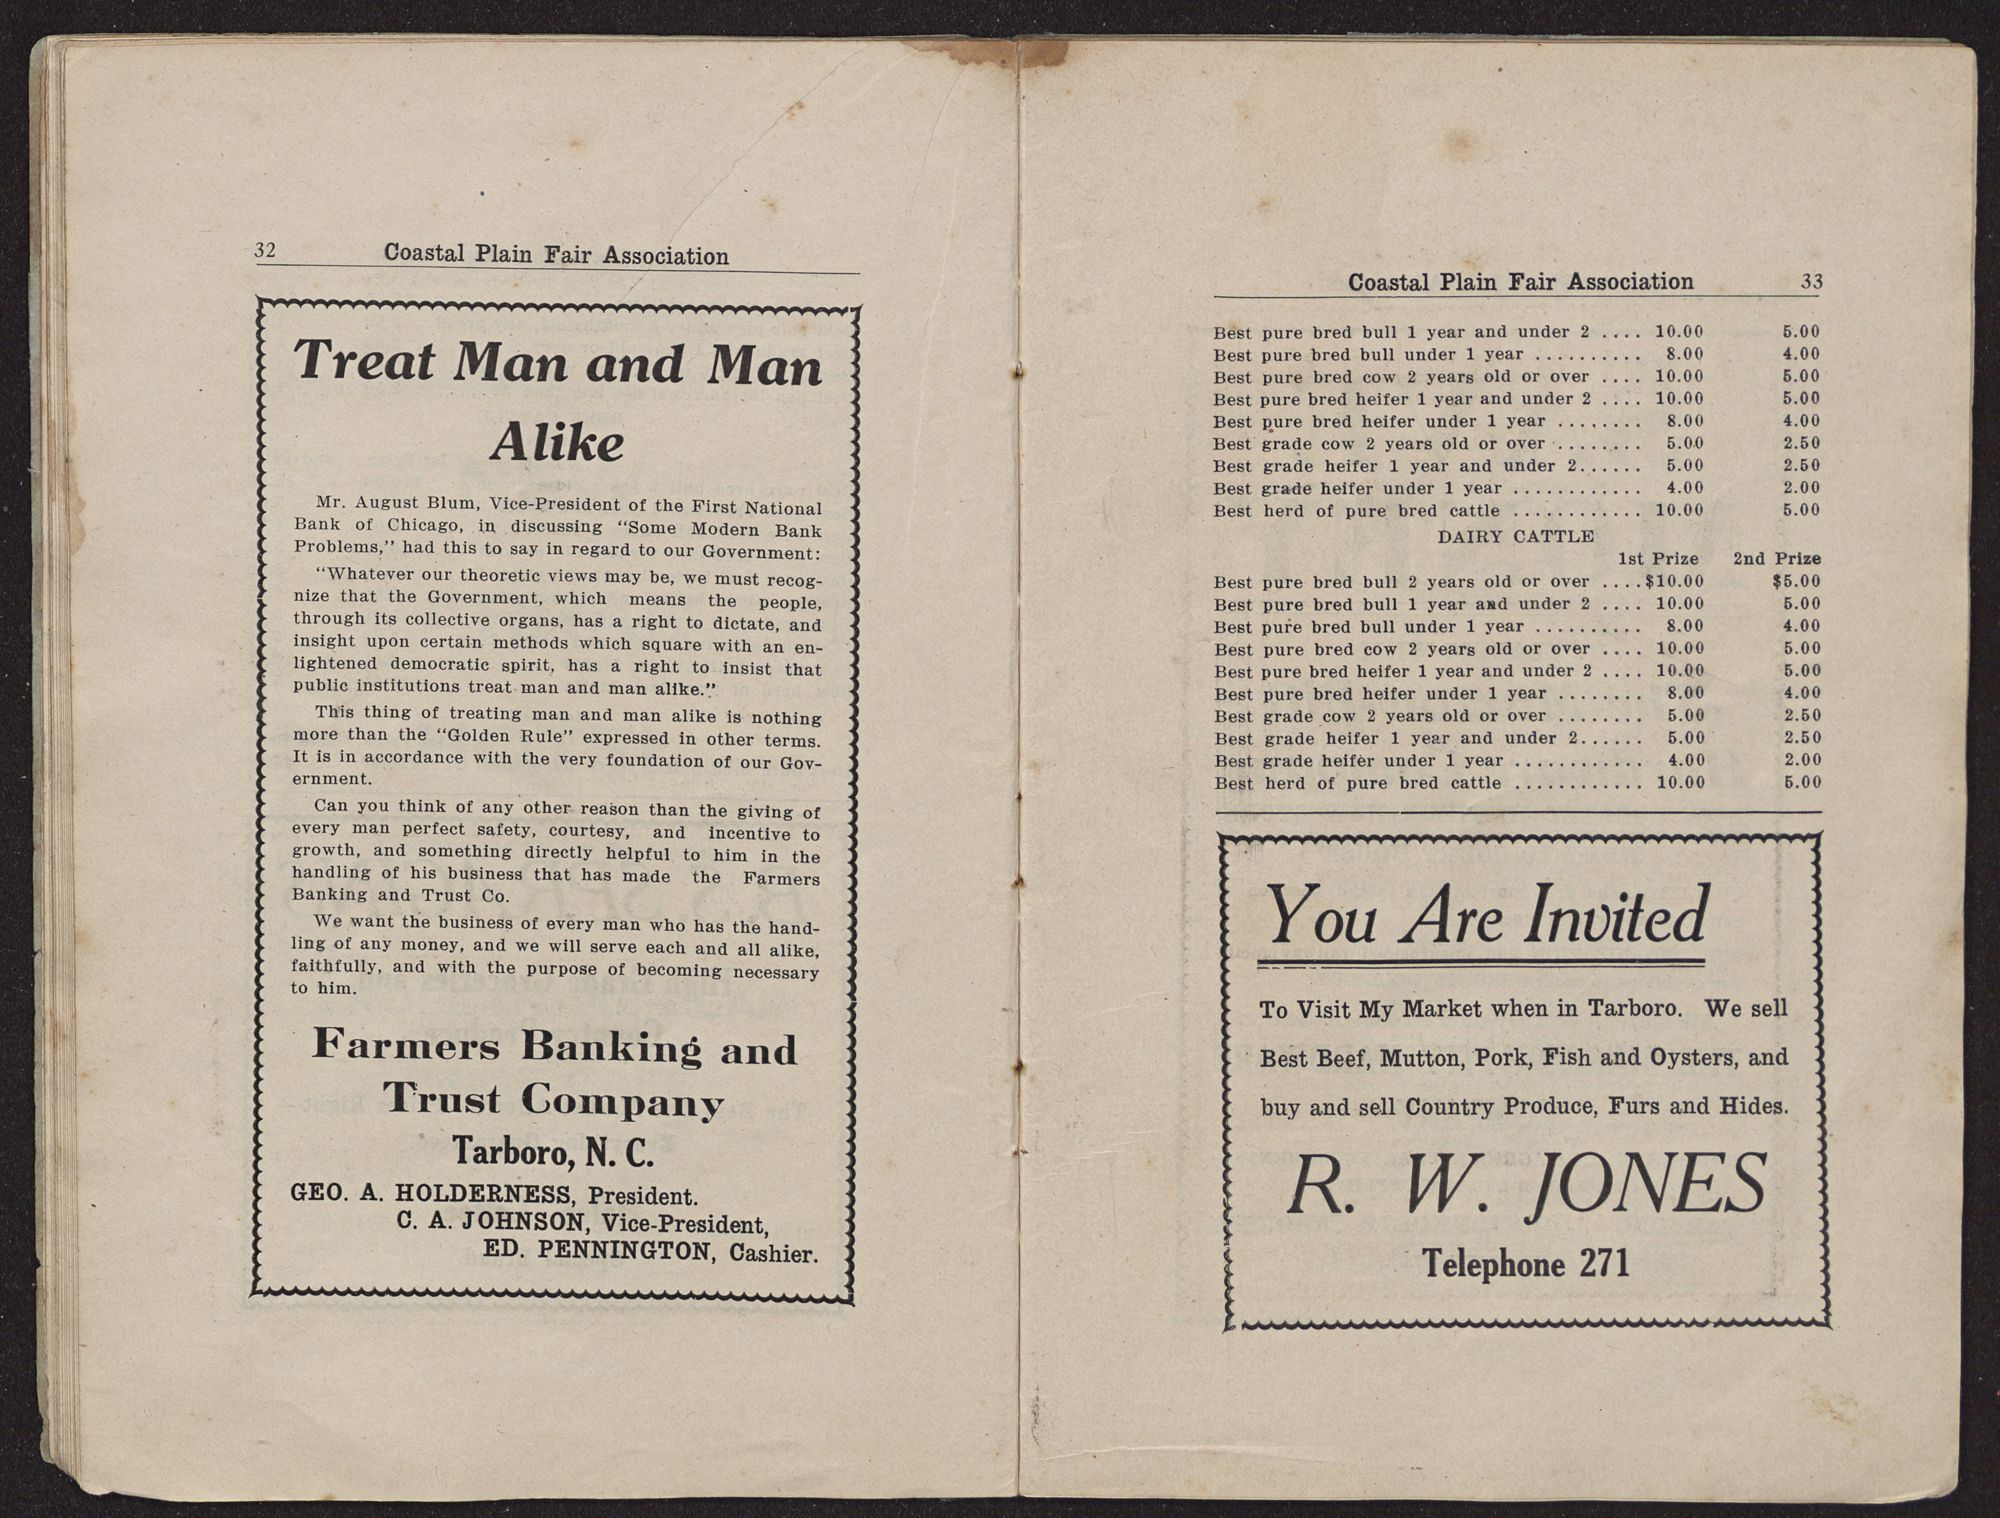 32 Coastal Plain Fair Association
Treat Man and Man
Alike
Mr. August Blum, Vice-President of the First National
Bank of Chicago, in discussing “Some Modern Bank
Problems,” had this to say in regard to our Government:
“Whatever our theoretic views may be, we must recog-
nize that the Government, which means the people,
through its collective organs, has a right to dictate, and
insight upon certain methods which square with an en-
lightened democratic spirit, has a right to insist that
public institutions treat man and man alike.”
This thing of treating man and man alike is nothing
more than the “Golden Rule” expressed in other terms.
It is in accordance with the very foundation of our Gov-
ernment.
Can you think of any other reason than the giving of
every man perfect safety, courtesy, and incentive to
growth, and something directly helpful to him in the
handling of his business that has made the Farmers
Banking and Trust Co.
We want the business of every man who has the hand-
ling of any money, and we will serve each and all alike,
faithfully, and with the purpose of becoming necessary
to him.
Farmers Banking and
Trust Company
Tarboro, N. C.
GEO. A. HOLDERNESS, President.
C. A. JOHNSON, Vice-President,
ED. PENNINGTON, Cashier.
Coastal Plain Fair Association 33
Best pure bred bull 1 year and under 2 .... 10.00 5.00
Best pure bred bull under 1 year .......... 8.00 4.00
Best pure bred cow 2 years old or over .... 10.00 5.00
Best pure bred heifer 1 year and under 2 .... 10.00 5.00
Best pure bred heifer under 1 year ........ 8.00 4.00
Best grade cow 2 years old or over ........ 5.00 2.50
Best grade heifer 1 year and under 2...... 5.00 2.50
Best grade heifer under 1 year ............ 4.00 2.00
Best herd of pure bred cattle ............ 10.00 5.00
DAIRY CATTLE
1st Prize 2nd Prize
Best pure bred bull 2 years old or over ....$10.00 $5.00
Best pure bred bull 1 year and under 2 .... 10.00 5.00
Best pure bred bull under 1 year .......... 8.00 4.00
Best pure bred cow 2 years old or over .... 10.00 5.00
Best pure bred heifer 1 year and under 2 .... 10.00 5.00
Best pure bred heifer under 1 year ........ 8.00 4.00
Best grade cow 2 years old or over ........ 5.00 2.50
Best grade heifer 1 year and under 2...... 5.00 2.50
Best grade heifer under 1 year ............ 4.00 2.00
Best herd of pure bred cattle ............ 10.00 5.00
You Are Invited
To Visit My Market when in Tarboro. We sell
Best Beef, Mutton, Pork, Fish and Oysters, and
buy and sell Country Produce, Furs and Hides.
R. W. JONES
Telephone 271